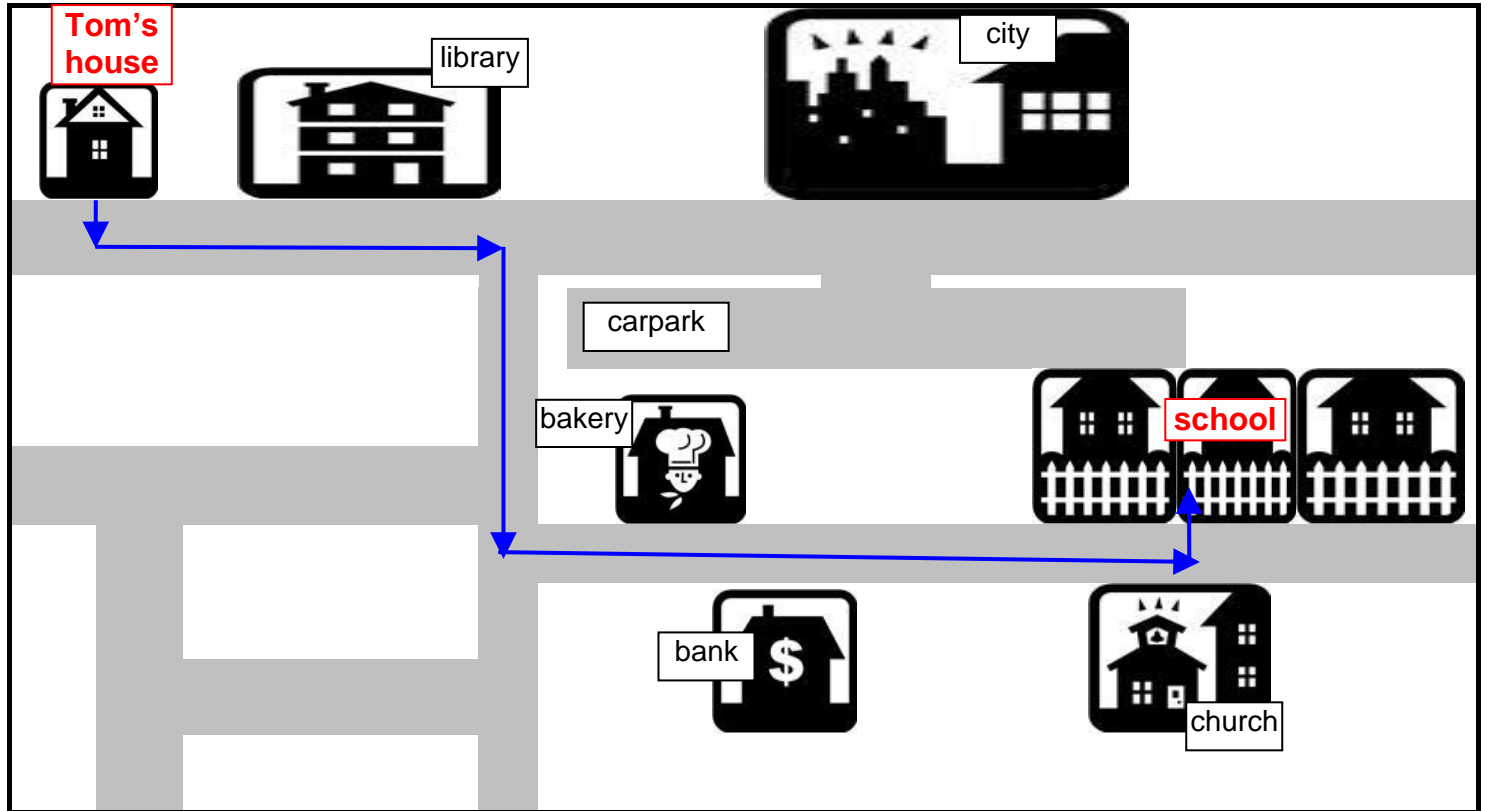 Tom’s
house
library
city
carpark
bakery
school
bank
$
church